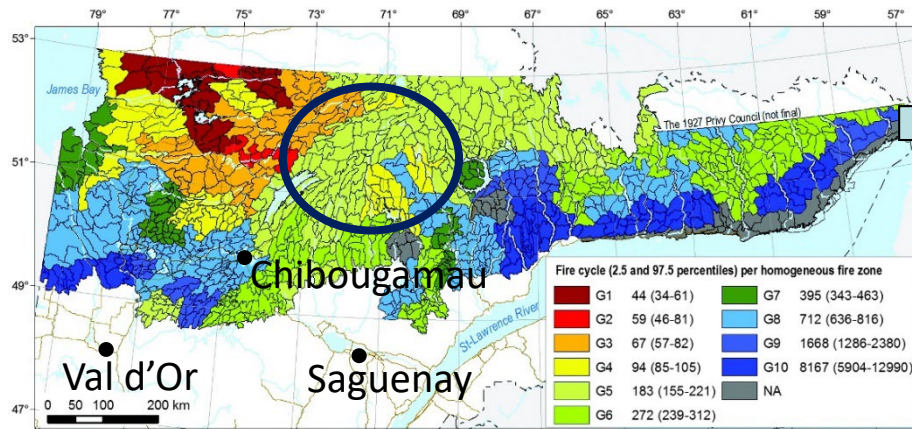 79° 77° 75° 73° 71° 69° 67° 65° 63° 61° 59° 57°
53°
James Bay
The 1927 Privy Council (not final)
51°
Chibougamau
49°
St-Lawrence River
Val d'Or
Saguenay
47°
0 50 100 200 km
Fire cycle (2.5 and 97.5 percentiles) per homogeneous fire zone
G1 44 (34-61)
G2 59 (46-81)
G3 67 (57-82)
G4 94 (85-105)
G5 183 (155-221)
G6 272 (239-312)
G7 395 (343-463)
G8 712 (636-816)
G9 1668 (1286-2380)
G10 8167 (5904-12990)
NA